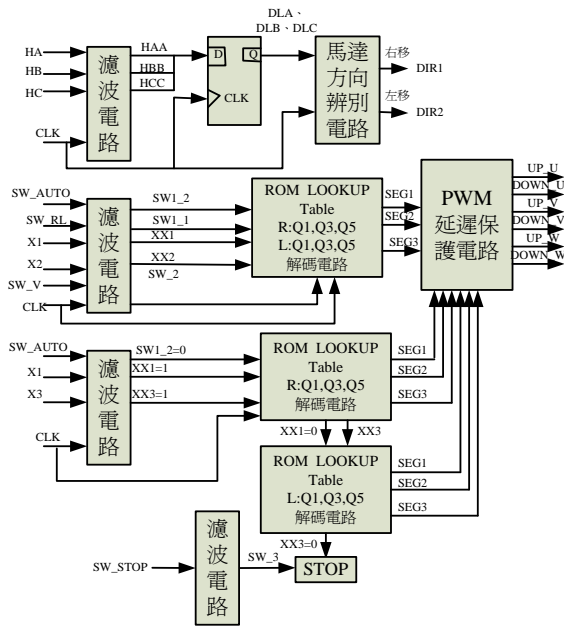 DLA、
DLB、DLC
HA
HB
HC
CLK
濾波電路
HAA
HBB
HCC
D
Q
CLK
馬達方向辨別電路
右移
DIR1
左移
DIR2
SW_AUTO
SW_RL
X1
X2
SW_V
CLK
濾波電路
SW1_2
SW1_1
XX1
XX2
SW_2
ROM LOOKUP
Table
R:Q1,Q3,Q5
L:Q1,Q3,Q5
解碼電路
SEG1
SEG2
SEG3
PWM
延遲保
護電路
UP_U
DOWN_U
UP_V
DOWN_V
UP_W
DOWN_W
SW_AUTO
X1
X3
CLK
濾波電路
SW1_2=0
XX1=1
XX3=1
ROM LOOKUP
Table
R:Q1,Q3,Q5
解碼電路
SEG1
SEG2
SEG3
XX1=0
XX3
ROM LOOKUP
Table
L:Q1,Q3,Q5
解碼電路
SEG1
SEG2
SEG3
XX3=0
STOP
SW_STOP
濾波電路
SW_3